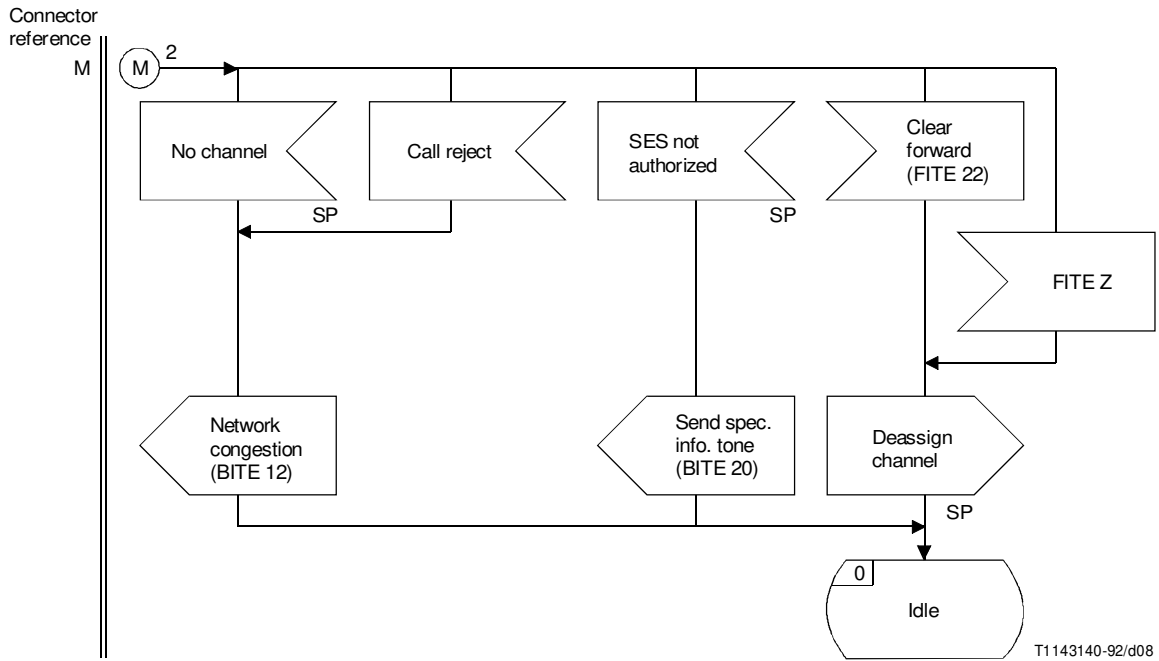 Connector
reference
M
M
2
No channel
SP
Call reject
SES not
authorized
SP
Clear
forward
(FITE 22)
FITE Z
Network
congestion
(BITE 12)
Send spec.
info. tone
(BITE 20)
Deassign
channel
SP
0
Idle
T1143140-92/d08